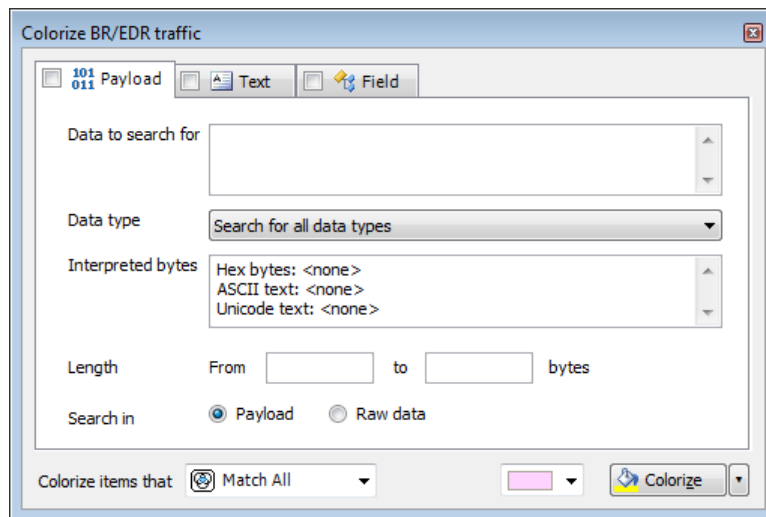 Colorize BR/EDR traffic
101 011 Payload Text Field
Data to search for
Data type Search for all data types
Interpreted bytes Hex bytes: <none>
ASCII text: <none>
Unicode text: <none>
Length From to bytes
Search in Payload Raw data
Colorize items that Match All Colorize